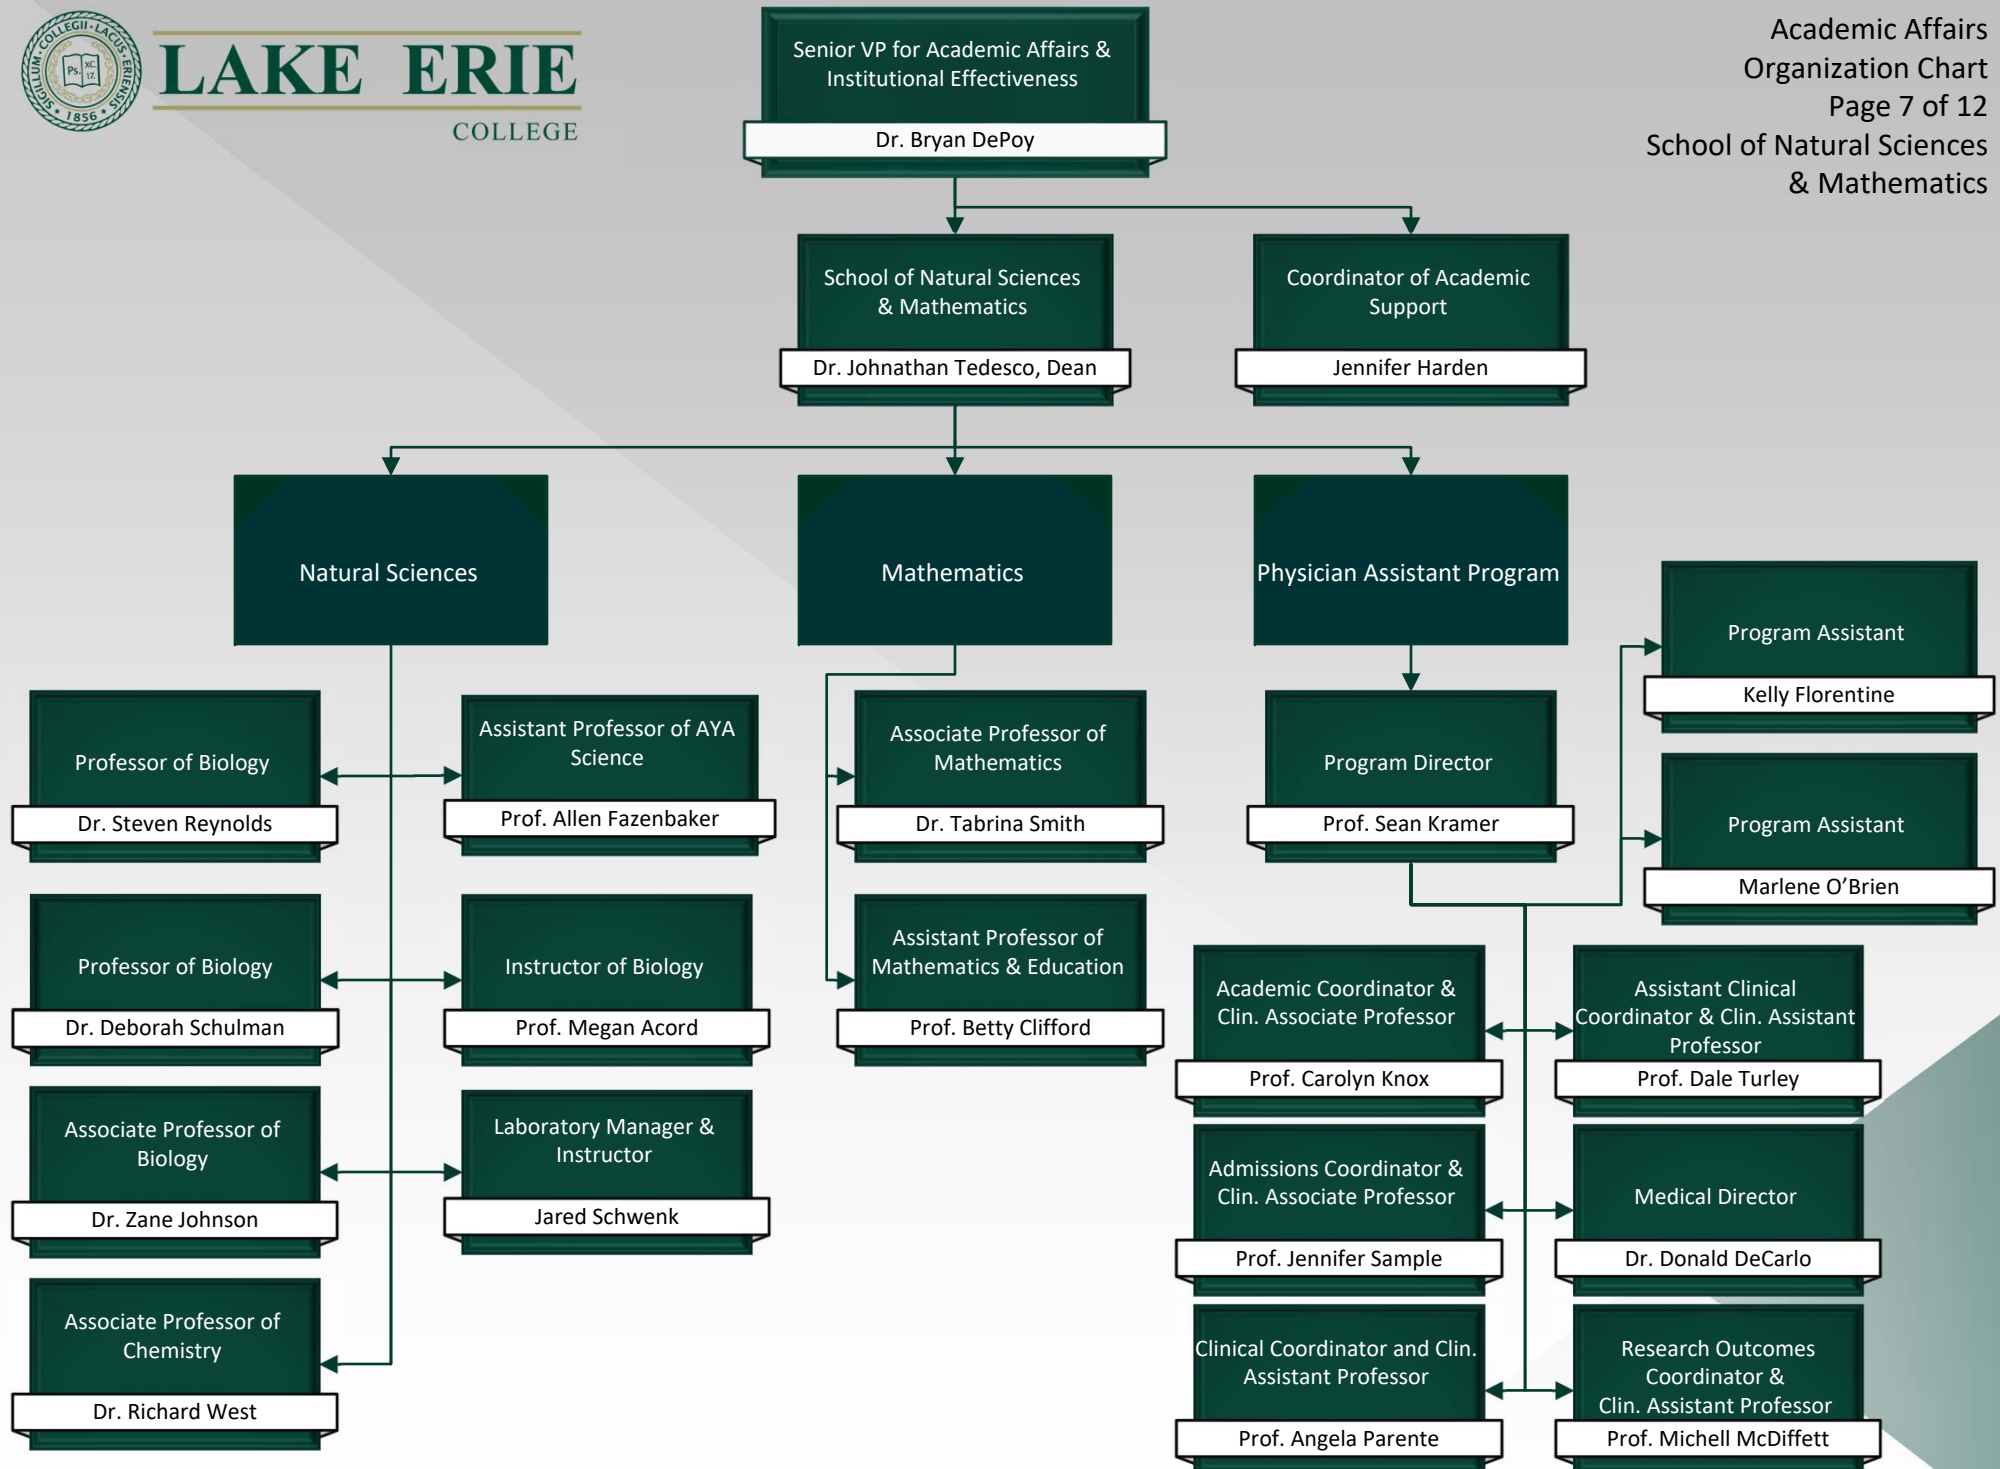 SIGILLUM·COLLEGII·LACUS·ERIENSIS
Ps. XC 17.
1856
LAKE ERIE
COLLEGE
Academic Affairs
Organization Chart
Page 7 of 12
School of Natural Sciences
& Mathematics
Senior VP for Academic Affairs &
Institutional Effectiveness
Dr. Bryan DePoy
School of Natural Sciences
& Mathematics
Dr. Johnathan Tedesco, Dean
Coordinator of Academic
Support
Jennifer Harden
Natural Sciences
Mathematics
Physician Assistant Program
Professor of Biology
Dr. Steven Reynolds
Assistant Professor of AYA
Science
Prof. Allen Fazenbaker
Professor of Biology
Dr. Deborah Schulman
Instructor of Biology
Prof. Megan Acord
Associate Professor of
Biology
Dr. Zane Johnson
Laboratory Manager &
Instructor
Jared Schwenk
Associate Professor of
Chemistry
Dr. Richard West
Associate Professor of
Mathematics
Dr. Tabrina Smith
Assistant Professor of
Mathematics & Education
Prof. Betty Clifford
Program Director
Prof. Sean Kramer
Program Assistant
Kelly Florentine
Program Assistant
Marlene O’Brien
Academic Coordinator &
Clin. Associate Professor
Prof. Carolyn Knox
Assistant Clinical
Coordinator & Clin. Assistant
Professor
Prof. Dale Turley
Admissions Coordinator &
Clin. Associate Professor
Prof. Jennifer Sample
Medical Director
Dr. Donald DeCarlo
Clinical Coordinator and Clin.
Assistant Professor
Prof. Angela Parente
Research Outcomes
Coordinator &
Clin. Assistant Professor
Prof. Michell McDiffett